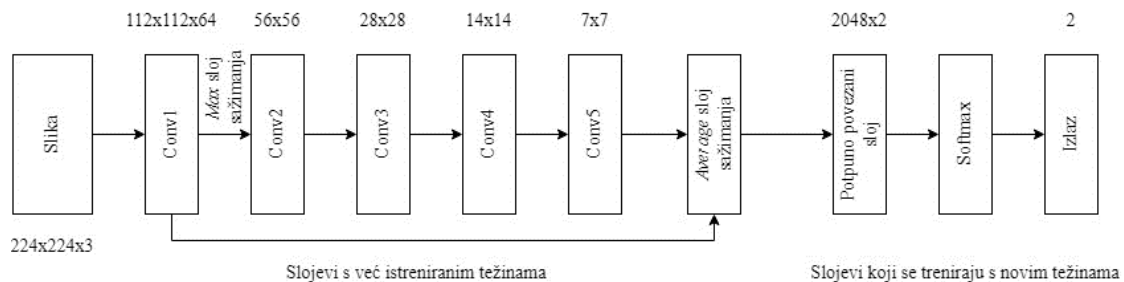 112x112x64
56x56
28x28
14x14
7x7
2048x2
2
Slika
Conv1
Max sloj
sažimanja
Conv2
Conv3
Conv4
Conv5
Average sloj
sažimanja
Potpuno povezani
sloj
Softmax
Izlaz
224x224x3
Slojevi s već istreniranim težinama
Slojevi koji se treniraju s novim težinama